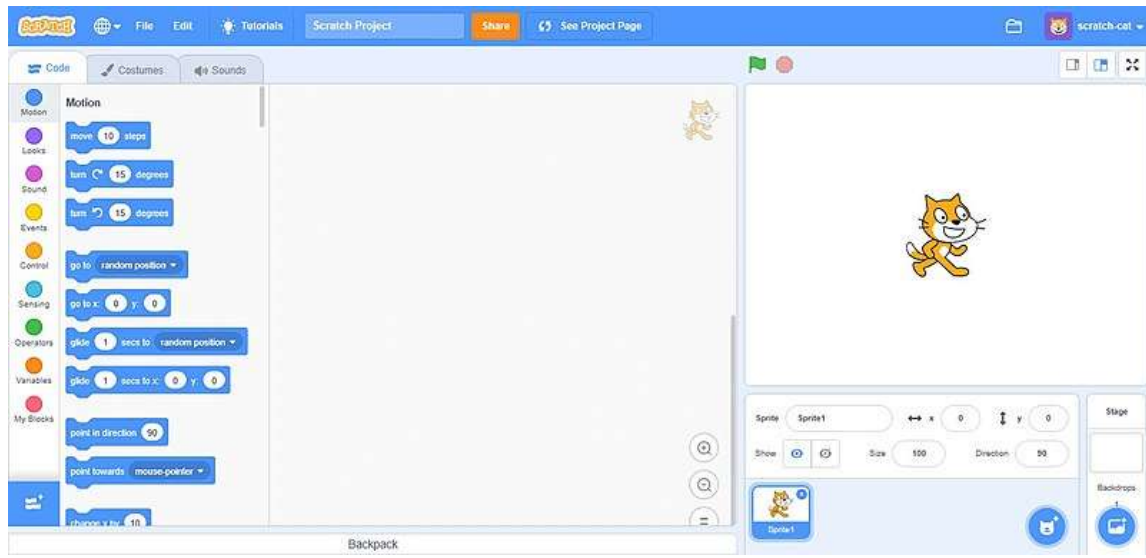 SCRATCH File Edit Tutorials Scratch Project Share See Project Page scratch-cat
Code Costumes Sounds
Motion
Looks
Sound
Events
Control
Sensing
Operators
Variables
My Blocks
Motion
move 10 steps
turn 15 degrees
turn 15 degrees
go to random position
go to x: 0 y: 0
glide 1 secs to random position
glide 1 secs to x: 0 y: 0
point in direction 90
point towards mouse-pointer
change x by 10
Backpack
Sprite Sprite1 x 0 y 0
Show Size 100 Direction 90
Sprite1
Stage
Backdrops
1